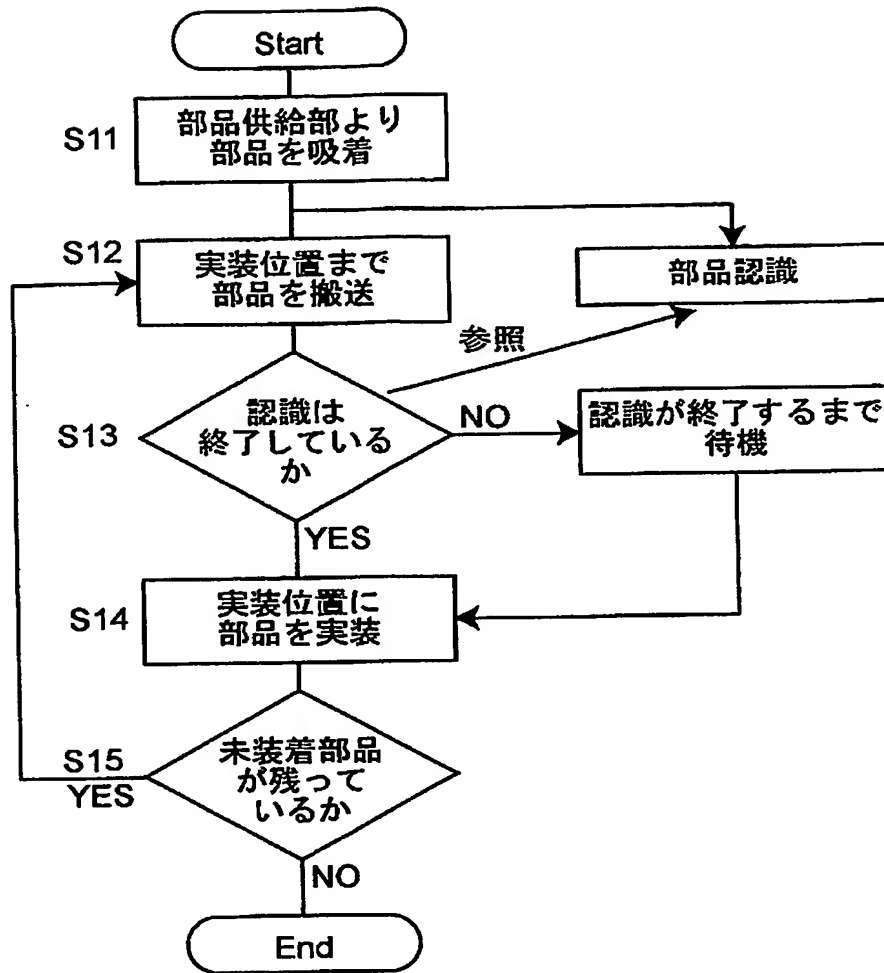 Start
S11
部品供給部より
部品を吸着
S12
実装位置まで
部品を搬送
部品認識
参照
S13
認識は
終了している
か
NO
認識が終了するまで
待機
YES
S14
実装位置に
部品を実装
S15
YES
未装着部品
が残って
いるか
NO
End